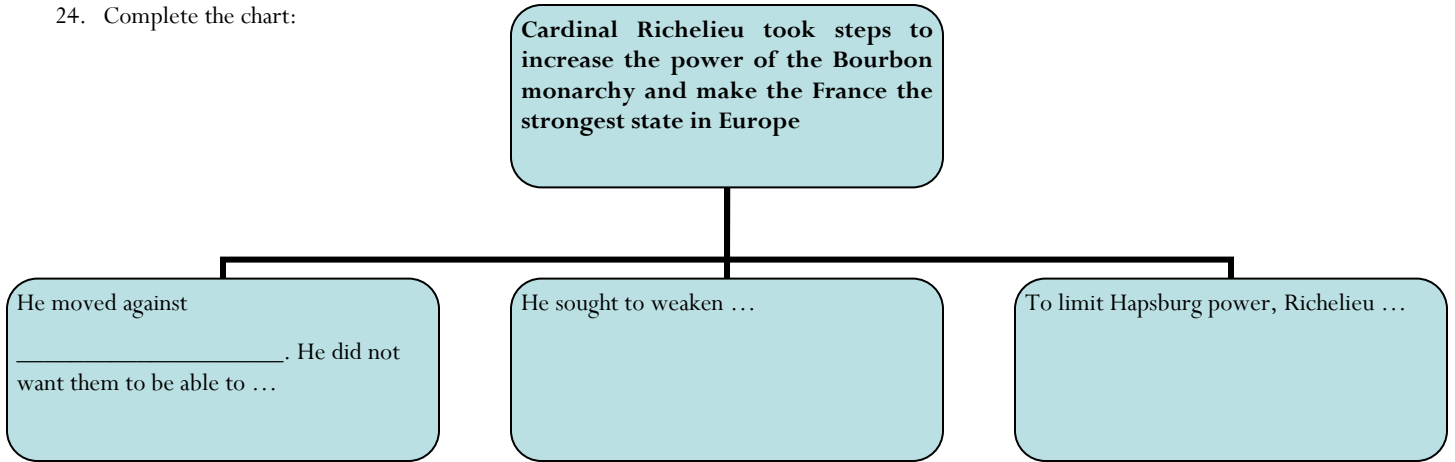 24. Complete the chart:
Cardinal Richelieu took steps to
increase the power of the Bourbon
monarchy and make the France the
strongest state in Europe
He moved against
______________________. He did not
want them to be able to …
He sought to weaken …
To limit Hapsburg power, Richelieu …